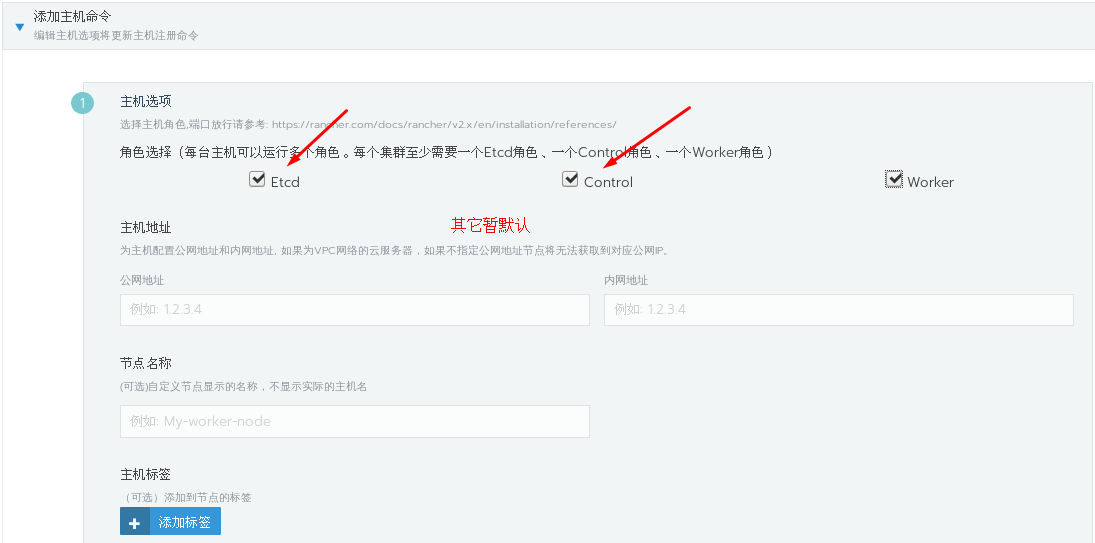 添加主机命令
编辑主机选项将更新主机注册命令
1
主机选项
选择主机角色,端口放行请参考: https://rancher.com/docs/rancher/v2.x/en/installation/references/
角色选择（每台主机可以运行多个角色。每个集群至少需要一个Etcd角色、一个Control角色、一个Worker角色）
Etcd Control Worker
主机地址 其它暂默认
为主机配置公网地址和内网地址, 如果为VPC网络的云服务器，如果不指定公网地址节点将无法获取到对应公网IP。
公网地址 内网地址
例如: 1.2.3.4 例如: 1.2.3.4
节点名称
(可选)自定义节点显示的名称，不显示实际的主机名
例如: My-worker-node
主机标签
（可选）添加到节点的标签
+ 添加标签